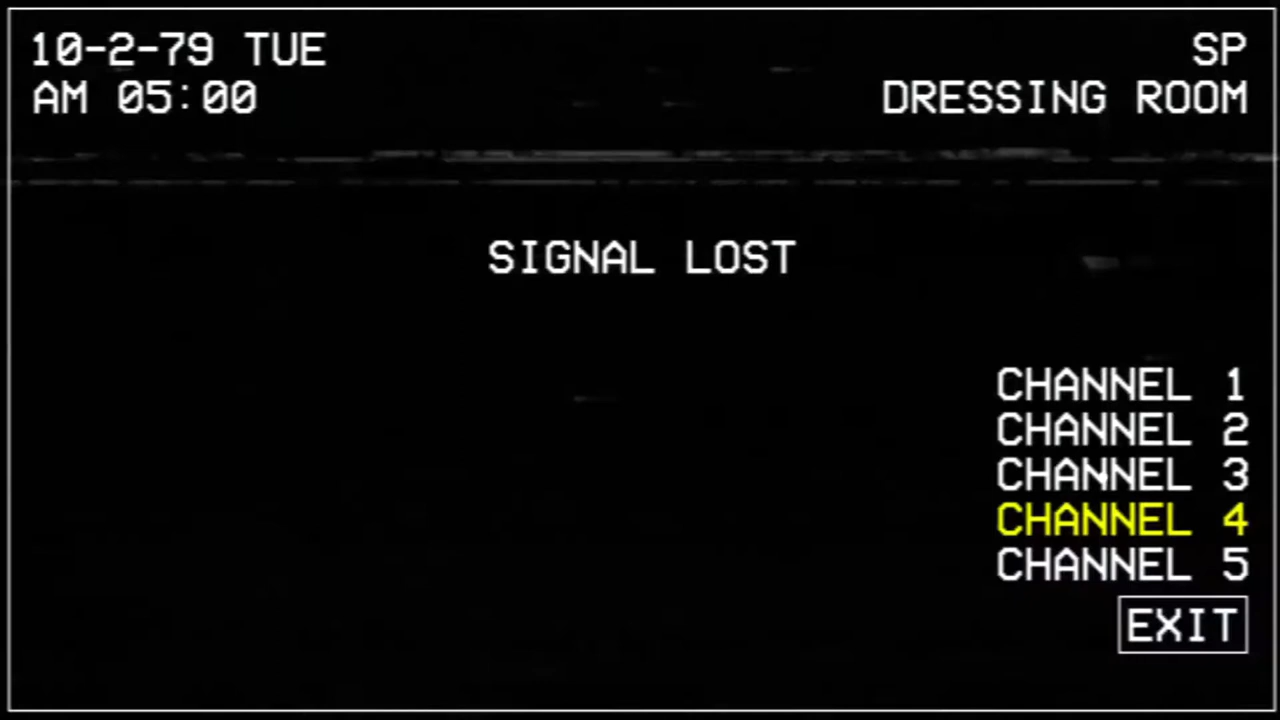 10-2-79 TUE
SP
AM 05:00
DRESSING ROOM
SIGNAL LOST
CHANNEL 1
CHANNEL 2
CHANNEL 3
CHANNEL 4
CHANNEL 5
EXIT